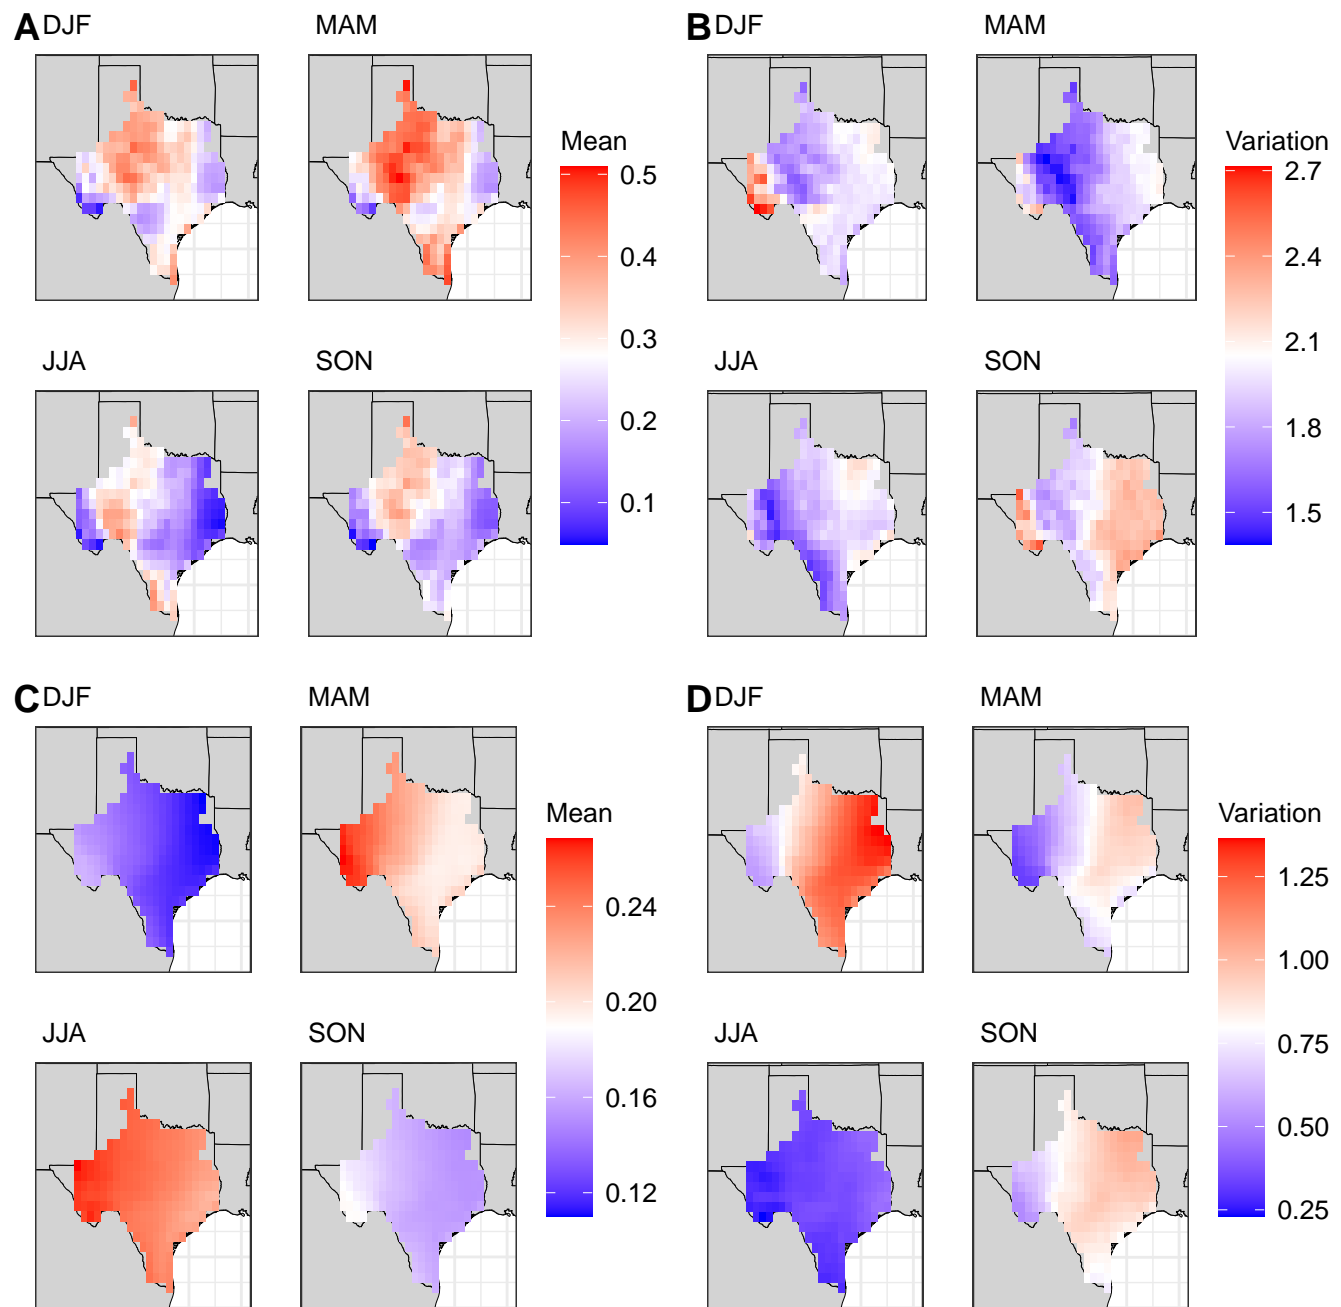 A DJF MAM
Mean
0.5
0.4
0.3
0.2
0.1
JJA SON
B DJF MAM
Variation
2.7
2.4
2.1
1.8
1.5
JJA SON
C DJF MAM
Mean
0.24
0.20
0.16
0.12
JJA SON
D DJF MAM
Variation
1.25
1.00
0.75
0.50
0.25
JJA SON